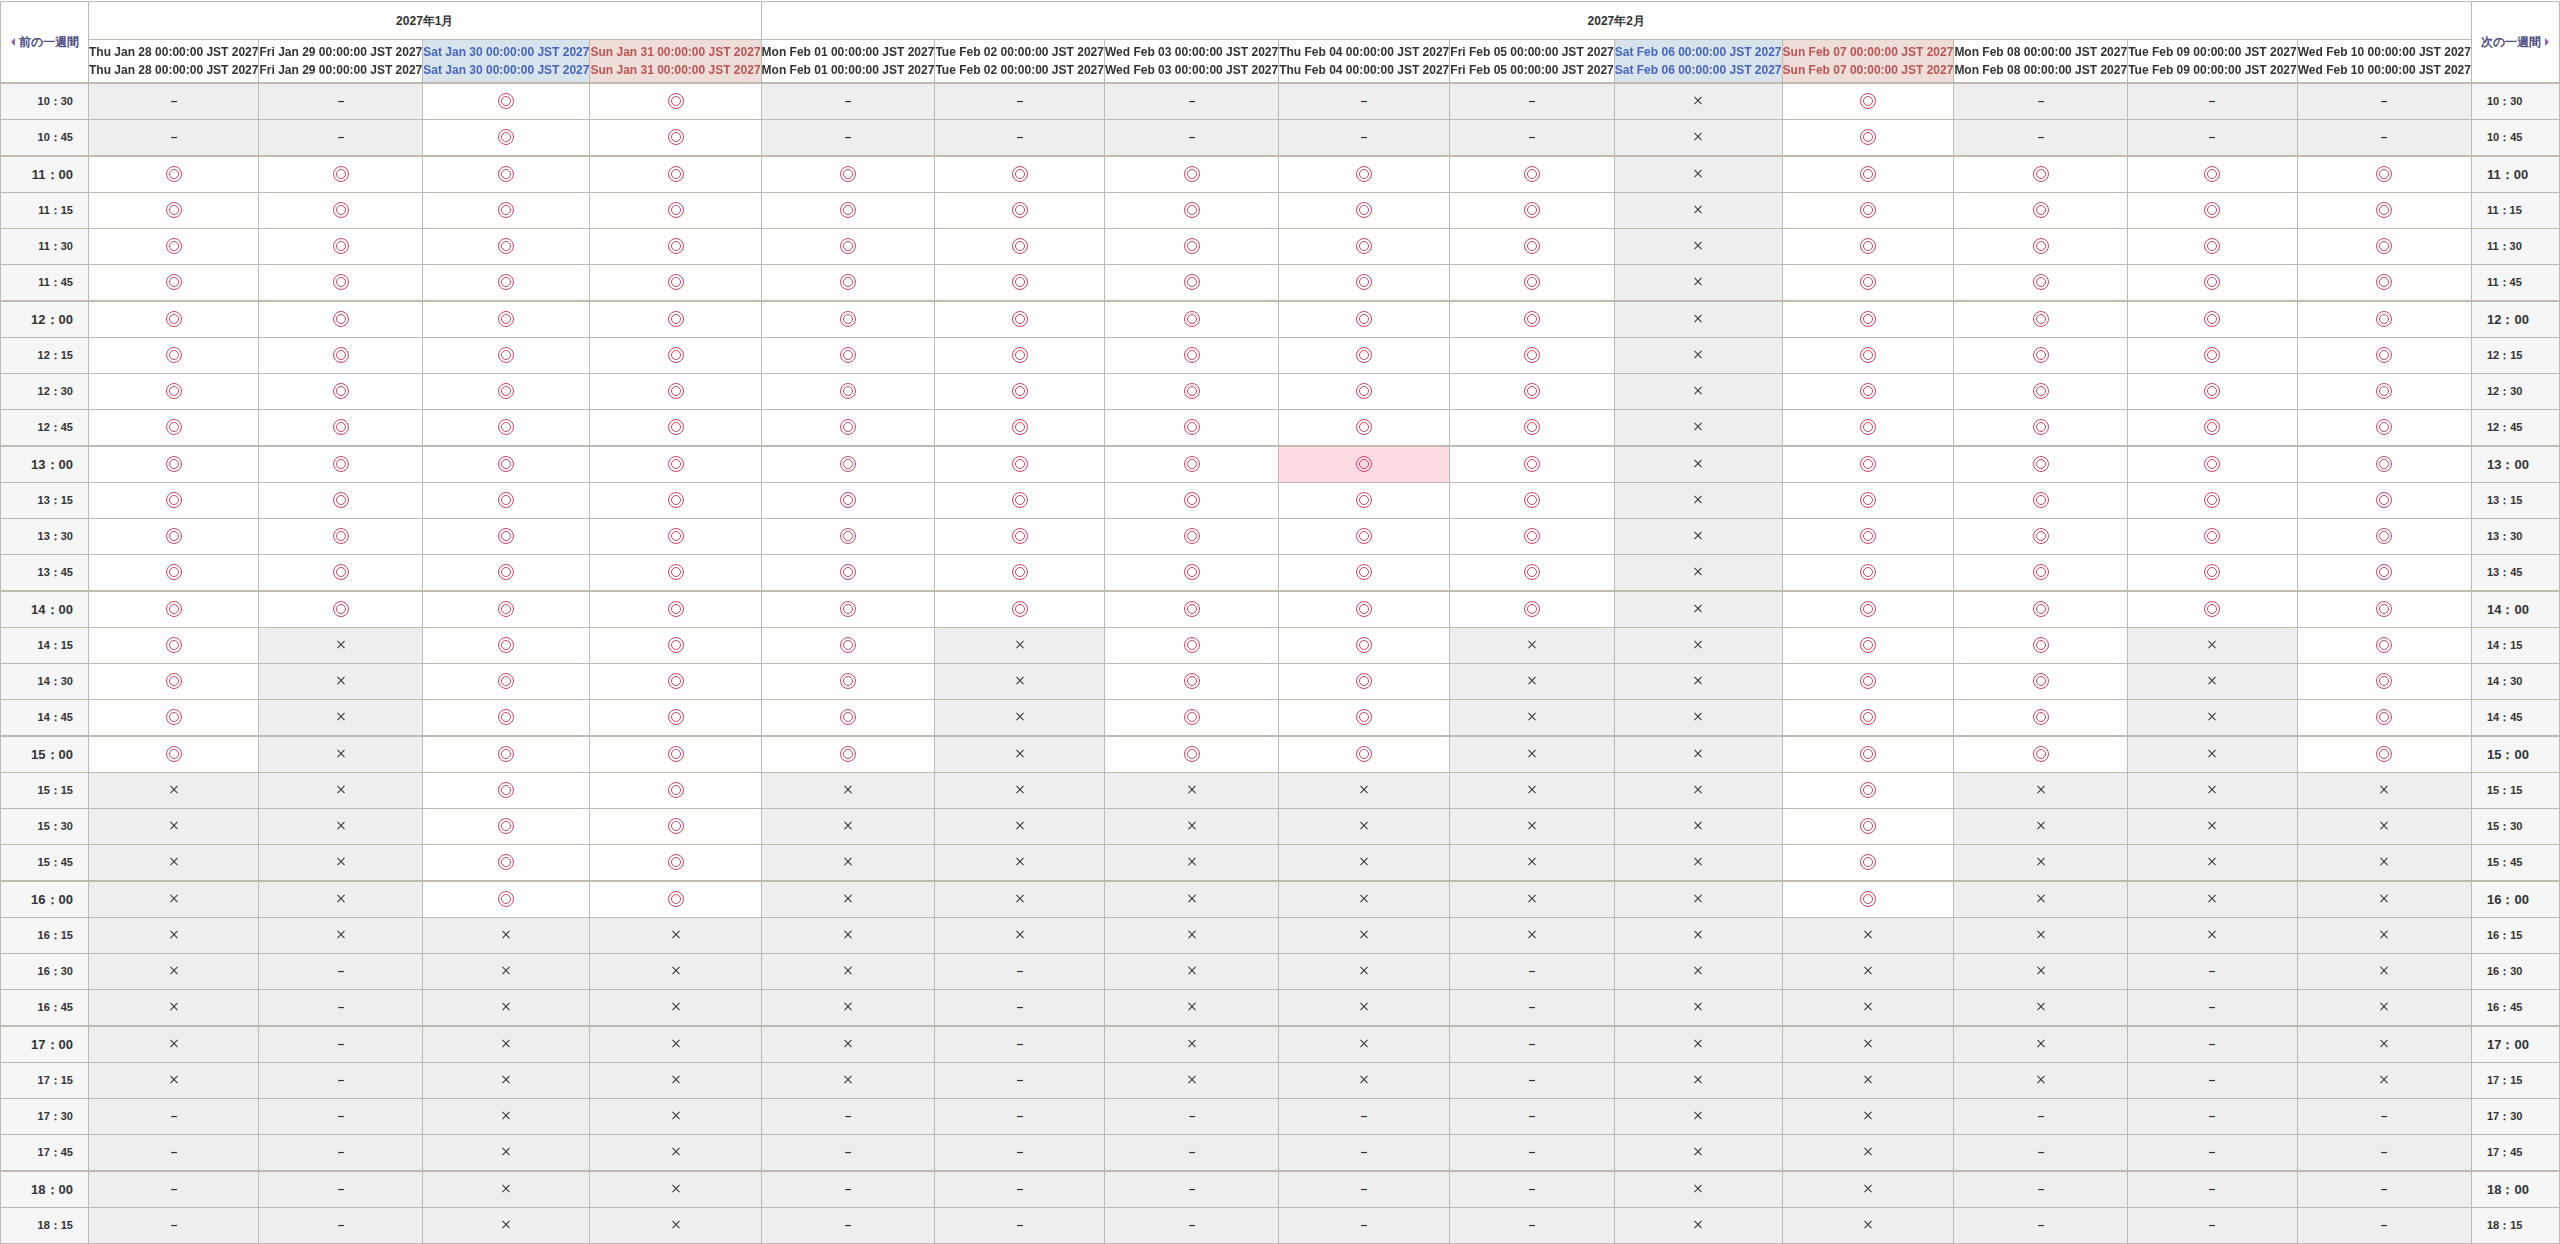 2027年1月 2027年2月
前の一週間 次の一週間
Thu Jan 28 00:00:00 JST 2027 Fri Jan 29 00:00:00 JST 2027 Sat Jan 30 00:00:00 JST 2027 Sun Jan 31 00:00:00 JST 2027 Mon Feb 01 00:00:00 JST 2027 Tue Feb 02 00:00:00 JST 2027 Wed Feb 03 00:00:00 JST 2027 Thu Feb 04 00:00:00 JST 2027 Fri Feb 05 00:00:00 JST 2027 Sat Feb 06 00:00:00 JST 2027 Sun Feb 07 00:00:00 JST 2027 Mon Feb 08 00:00:00 JST 2027 Tue Feb 09 00:00:00 JST 2027 Wed Feb 10 00:00:00 JST 2027
Thu Jan 28 00:00:00 JST 2027 Fri Jan 29 00:00:00 JST 2027 Sat Jan 30 00:00:00 JST 2027 Sun Jan 31 00:00:00 JST 2027 Mon Feb 01 00:00:00 JST 2027 Tue Feb 02 00:00:00 JST 2027 Wed Feb 03 00:00:00 JST 2027 Thu Feb 04 00:00:00 JST 2027 Fri Feb 05 00:00:00 JST 2027 Sat Feb 06 00:00:00 JST 2027 Sun Feb 07 00:00:00 JST 2027 Mon Feb 08 00:00:00 JST 2027 Tue Feb 09 00:00:00 JST 2027 Wed Feb 10 00:00:00 JST 2027
10：30 – – ◎ ◎ – – – – – × ◎ – – – 10：30
10：45 – – ◎ ◎ – – – – – × ◎ – – – 10：45
11：00 ◎ ◎ ◎ ◎ ◎ ◎ ◎ ◎ ◎ × ◎ ◎ ◎ ◎ 11：00
11：15 ◎ ◎ ◎ ◎ ◎ ◎ ◎ ◎ ◎ × ◎ ◎ ◎ ◎ 11：15
11：30 ◎ ◎ ◎ ◎ ◎ ◎ ◎ ◎ ◎ × ◎ ◎ ◎ ◎ 11：30
11：45 ◎ ◎ ◎ ◎ ◎ ◎ ◎ ◎ ◎ × ◎ ◎ ◎ ◎ 11：45
12：00 ◎ ◎ ◎ ◎ ◎ ◎ ◎ ◎ ◎ × ◎ ◎ ◎ ◎ 12：00
12：15 ◎ ◎ ◎ ◎ ◎ ◎ ◎ ◎ ◎ × ◎ ◎ ◎ ◎ 12：15
12：30 ◎ ◎ ◎ ◎ ◎ ◎ ◎ ◎ ◎ × ◎ ◎ ◎ ◎ 12：30
12：45 ◎ ◎ ◎ ◎ ◎ ◎ ◎ ◎ ◎ × ◎ ◎ ◎ ◎ 12：45
13：00 ◎ ◎ ◎ ◎ ◎ ◎ ◎ ◎ ◎ × ◎ ◎ ◎ ◎ 13：00
13：15 ◎ ◎ ◎ ◎ ◎ ◎ ◎ ◎ ◎ × ◎ ◎ ◎ ◎ 13：15
13：30 ◎ ◎ ◎ ◎ ◎ ◎ ◎ ◎ ◎ × ◎ ◎ ◎ ◎ 13：30
13：45 ◎ ◎ ◎ ◎ ◎ ◎ ◎ ◎ ◎ × ◎ ◎ ◎ ◎ 13：45
14：00 ◎ ◎ ◎ ◎ ◎ ◎ ◎ ◎ ◎ × ◎ ◎ ◎ ◎ 14：00
14：15 ◎ × ◎ ◎ ◎ × ◎ ◎ × × ◎ ◎ × ◎ 14：15
14：30 ◎ × ◎ ◎ ◎ × ◎ ◎ × × ◎ ◎ × ◎ 14：30
14：45 ◎ × ◎ ◎ ◎ × ◎ ◎ × × ◎ ◎ × ◎ 14：45
15：00 ◎ × ◎ ◎ ◎ × ◎ ◎ × × ◎ ◎ × ◎ 15：00
15：15 × × ◎ ◎ × × × × × × ◎ × × × 15：15
15：30 × × ◎ ◎ × × × × × × ◎ × × × 15：30
15：45 × × ◎ ◎ × × × × × × ◎ × × × 15：45
16：00 × × ◎ ◎ × × × × × × ◎ × × × 16：00
16：15 × × × × × × × × × × × × × × 16：15
16：30 × – × × × – × × – × × × – × 16：30
16：45 × – × × × – × × – × × × – × 16：45
17：00 × – × × × – × × – × × × – × 17：00
17：15 × – × × × – × × – × × × – × 17：15
17：30 – – × × – – – – – × × – – – 17：30
17：45 – – × × – – – – – × × – – – 17：45
18：00 – – × × – – – – – × × – – – 18：00
18：15 – – × × – – – – – × × – – – 18：15